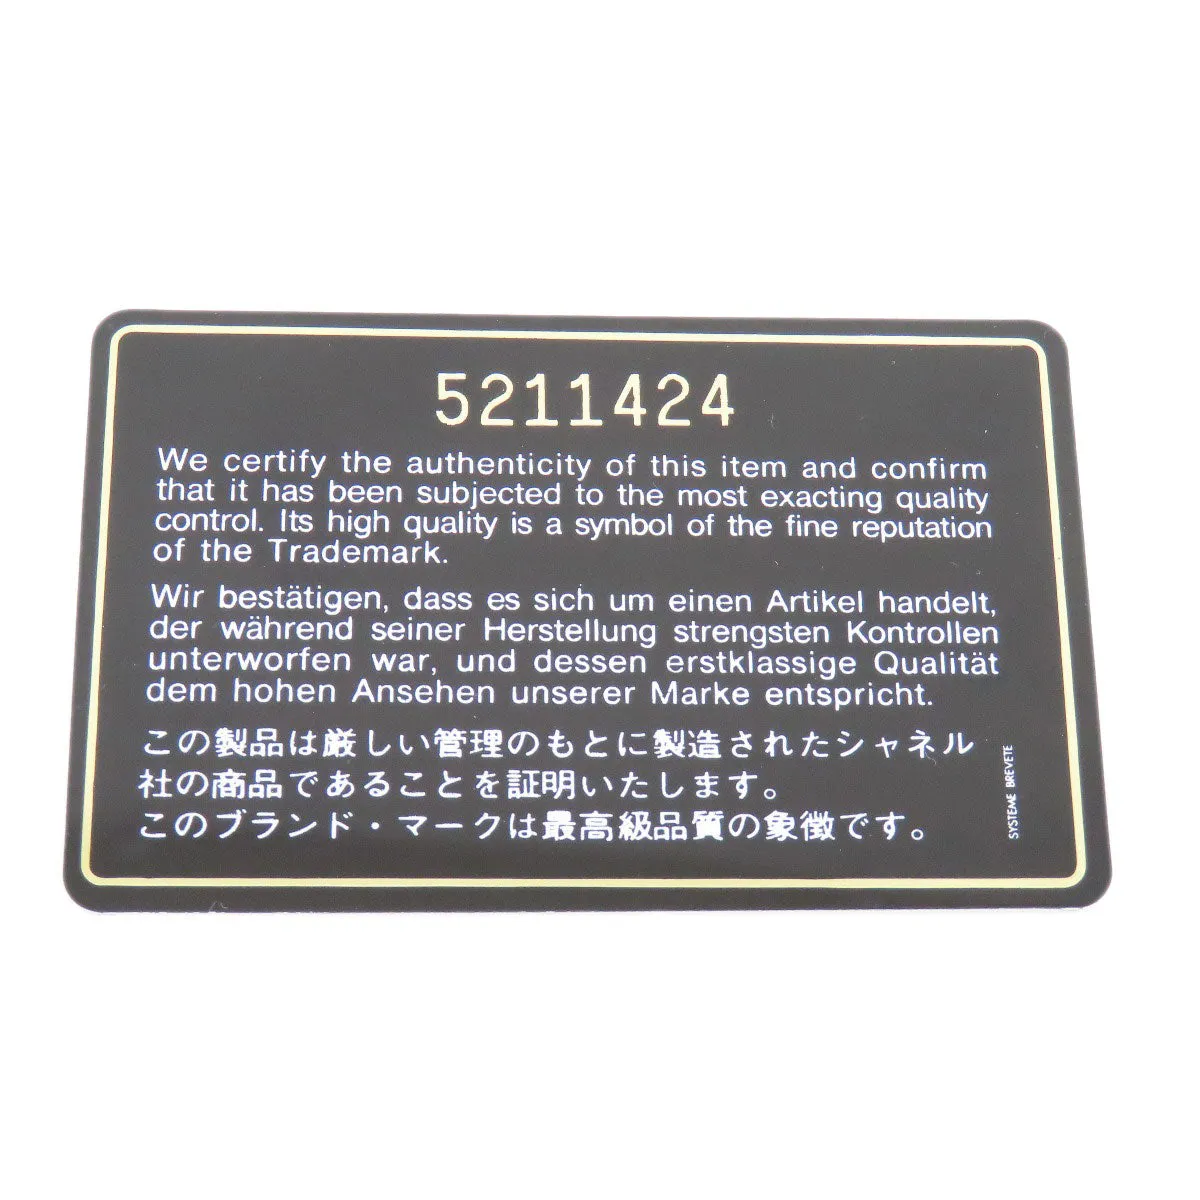 5211424
We certify the authenticity of this item and confirm
that it has been subjected to the most exacting quality
control. Its high quality is a symbol of the fine reputation
of the Trademark.
Wir bestätigen, dass es sich um einen Artikel handelt,
der während seiner Herstellung strengsten Kontrollen
unterworfen war, und dessen erstklassige Qualität
dem hohen Ansehen unserer Marke entspricht.
この製品は厳しい管理のもとに製造されたシャネル
社の商品であることを証明いたします。
このブランド・マークは最高級品質の象徴です。
SYSTEME BREVETE